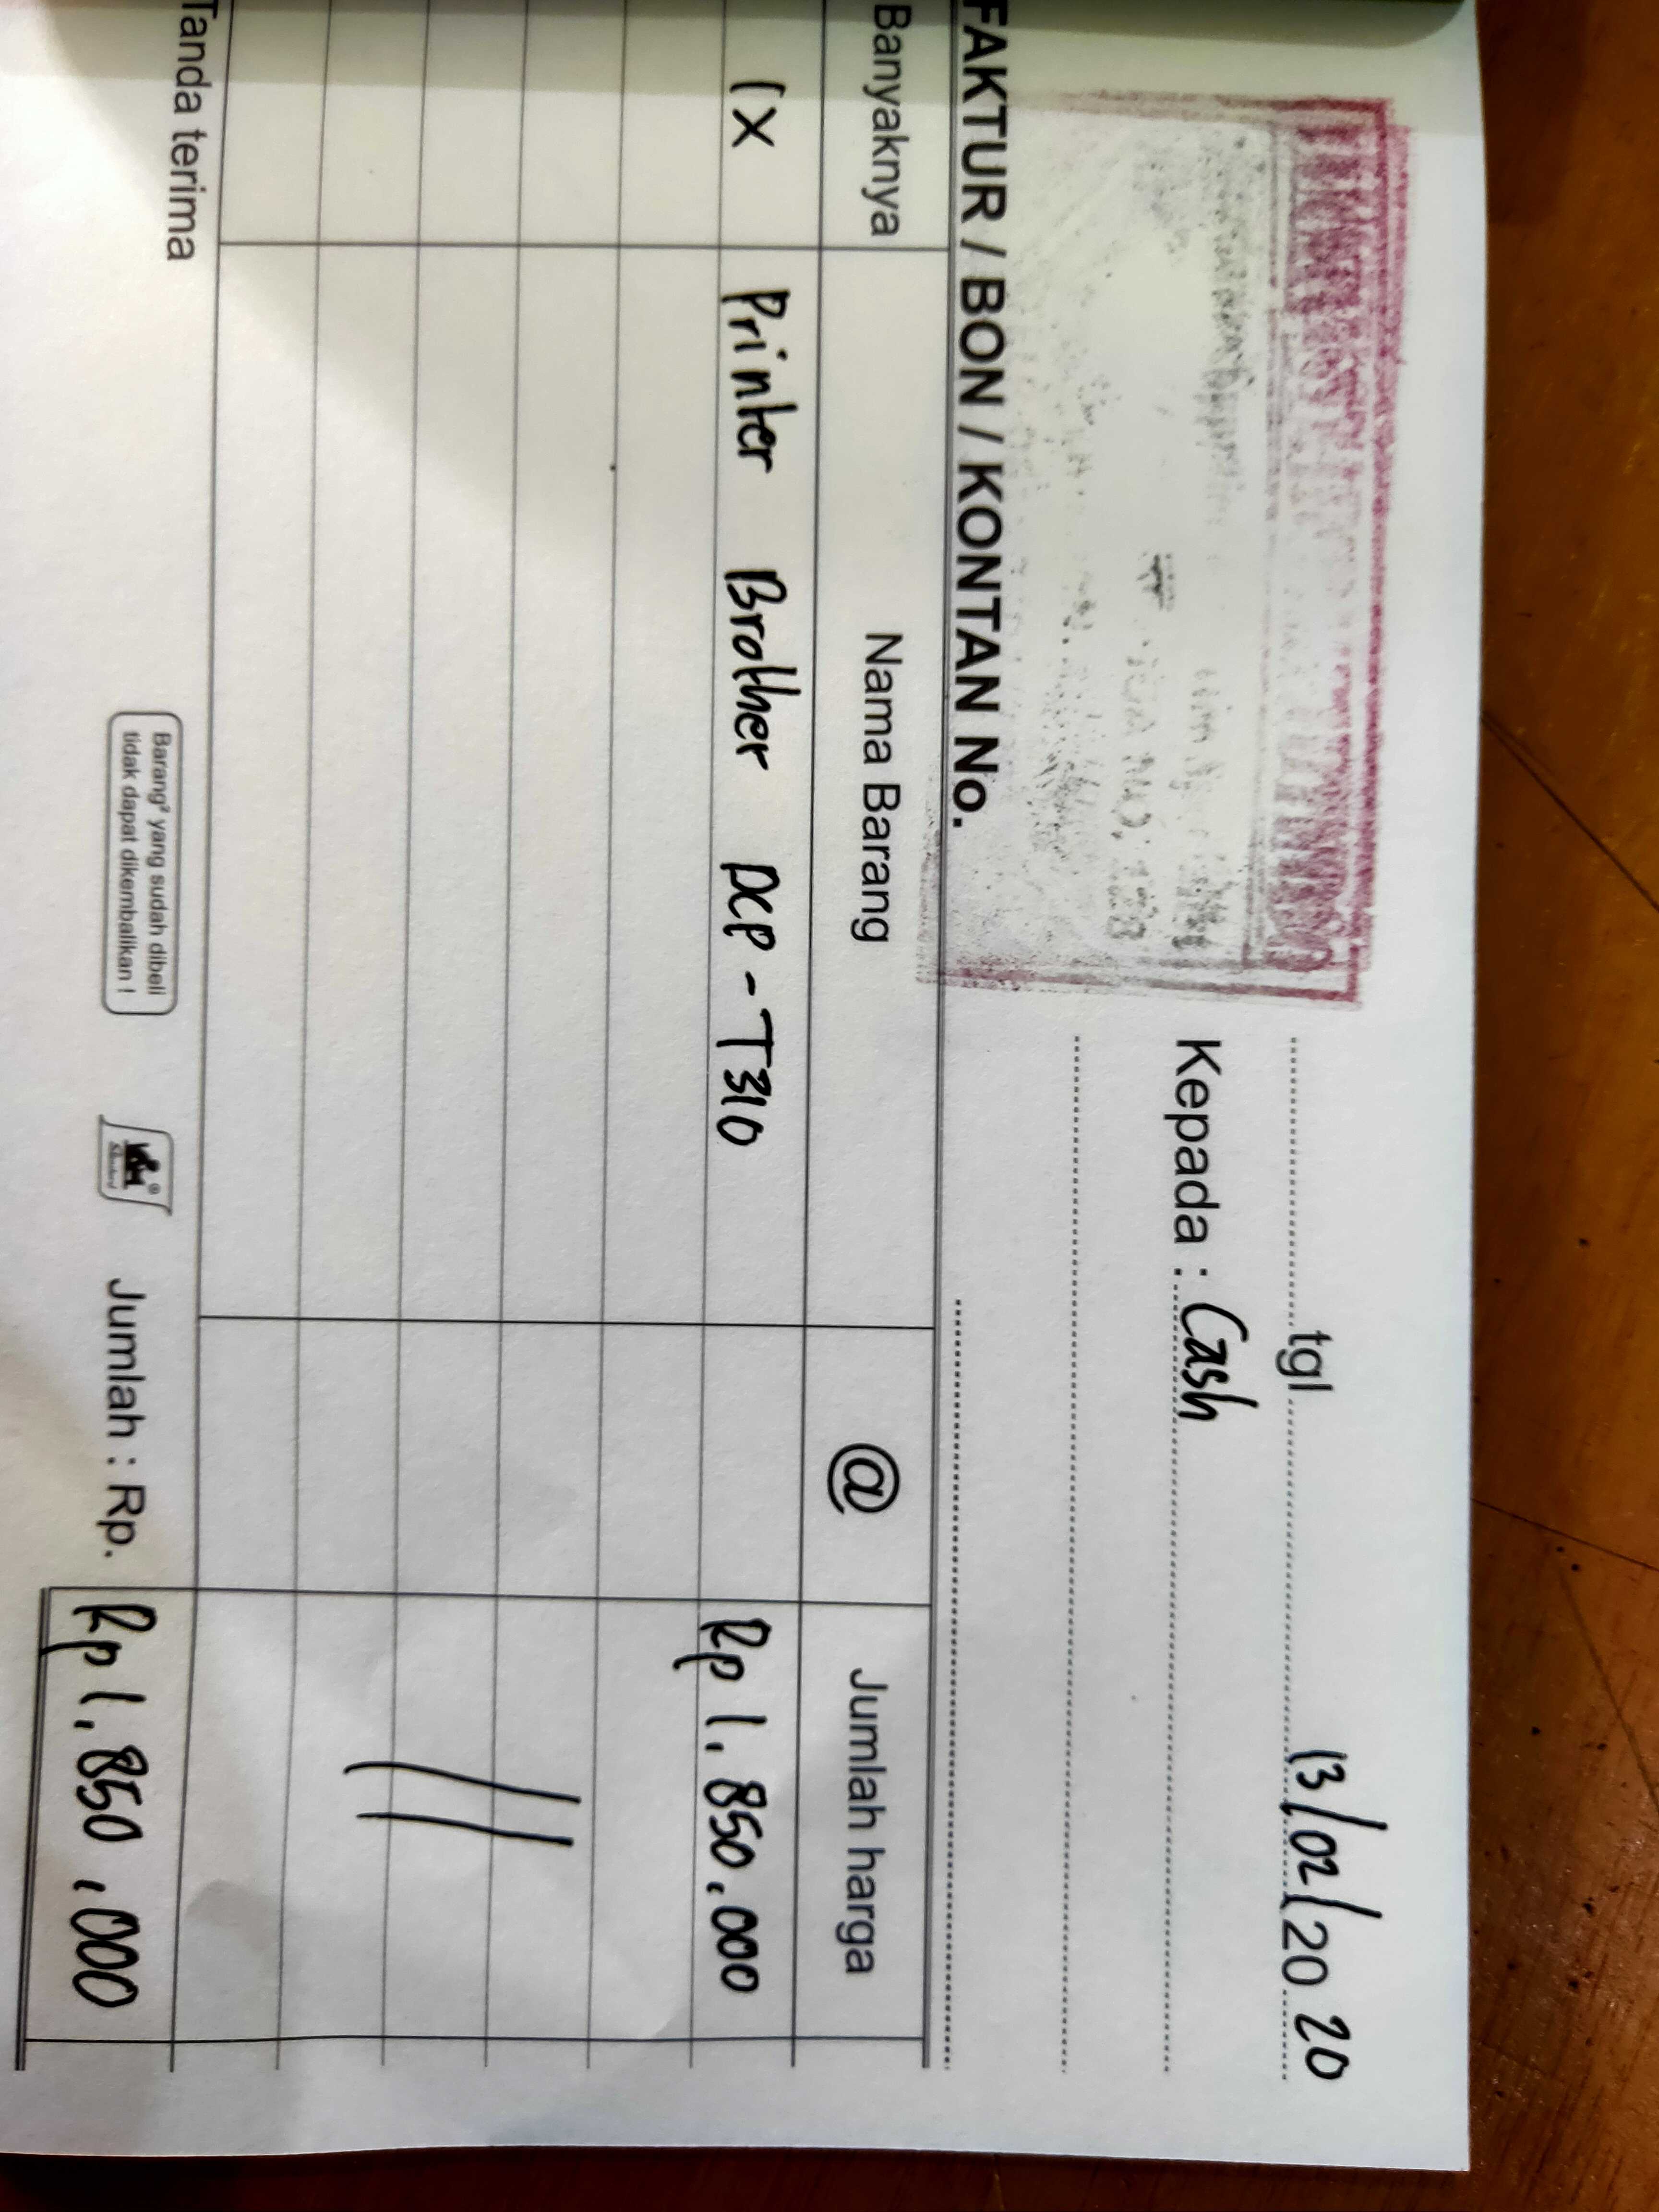 tgl 13/02/20 20
Kepada : Cash
FAKTUR / BON / KONTAN No.
Banyaknya Nama Barang @ Jumlah harga
1x Printer Brother DCP-T310 Rp 1.850.000
Tanda terima
Barang² yang sudah dibeli
tidak dapat dikembalikan !
Jumlah : Rp. Rp 1.850.000